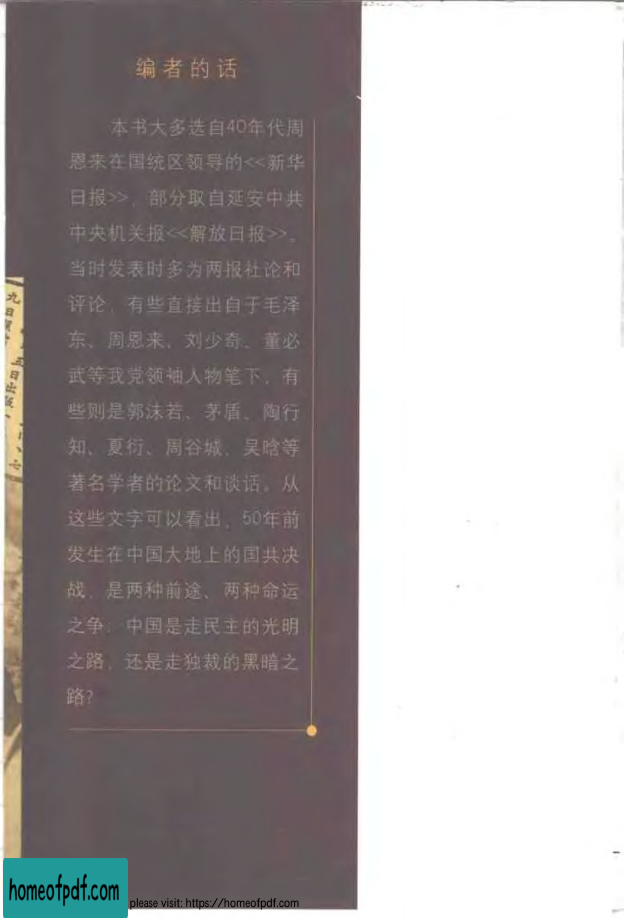 编者的话
本书大多选自40年代周
恩来在国统区领导的<<新华
日报>>，部分取自延安中共
中央机关报<<解放日报>>。
当时发表时多为两报社论和
评论，有些直接出自于毛泽
东、周恩来、刘少奇、董必
武等我党领袖人物笔下，有
些则是郭沫若、茅盾、陶行
知、夏衍、周谷城、吴晗等
著名学者的论文和谈话。从
这些文字可以看出，50年前
发生在中国大地上的国共决
战，是两种前途、两种命运
之争：中国是走民主的光明
之路，还是走独裁的黑暗之
路？
九日
五日出版
homeofpdf.com
please visit: https://homeofpdf.com